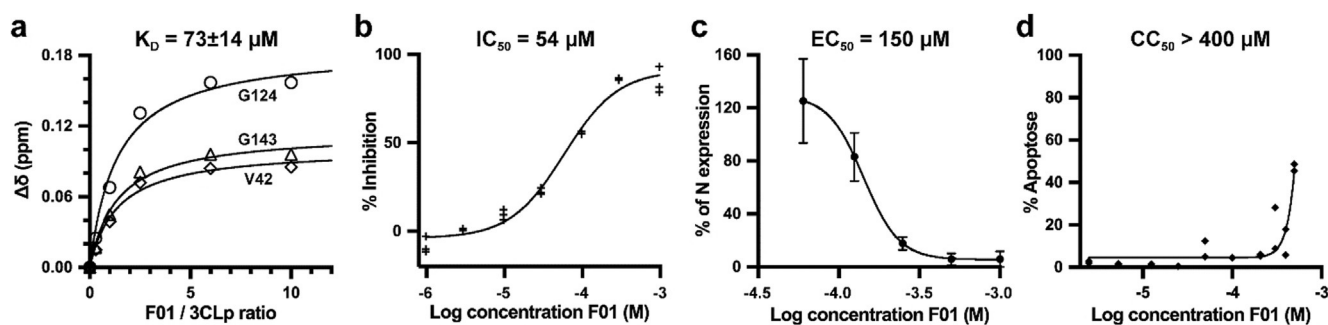 a
K_D = 73±14 µM
0.18
0.12
0.06
0.00
Δδ (ppm)
G124
G143
V42
0 5 10
F01 / 3CLp ratio
b
IC₅₀ = 54 µM
100
50
0
% Inhibition
-6 -5 -4 -3
Log concentration F01 (M)
c
EC₅₀ = 150 µM
160
120
80
40
0
% of N expression
-4.5 -4.0 -3.5 -3.0
Log concentration F01 (M)
d
CC₅₀ > 400 µM
100
80
60
40
20
0
% Apoptose
-5 -4 -3
Log concentration F01 (M)